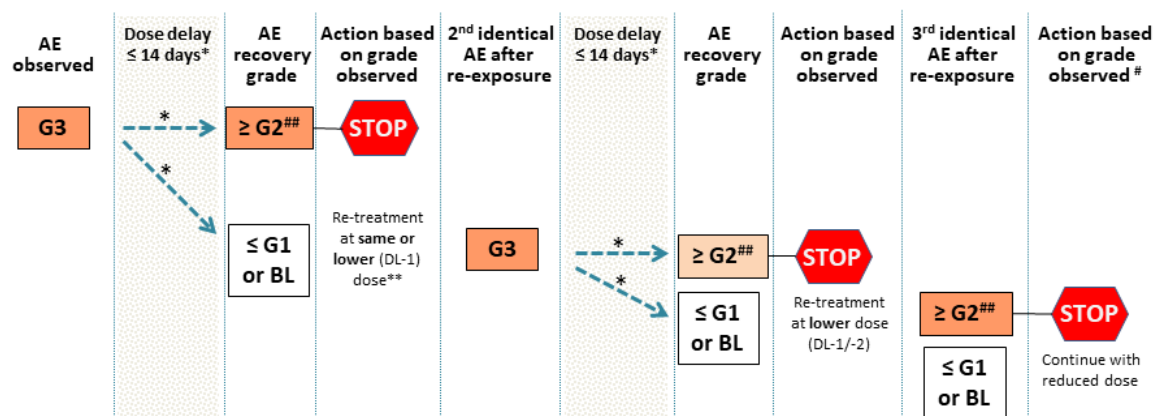 AE
observed
Dose delay
≤ 14 days*
AE
recovery
grade
Action based
on grade
observed
2nd identical
AE after
re-exposure
Dose delay
≤ 14 days*
AE
recovery
grade
Action based
on grade
observed
3rd identical
AE after
re-exposure
Action based
on grade
observed #
G3
*
*
≥ G2##
STOP
≤ G1
or BL
Re-treatment
at same or
lower (DL-1)
dose**
G3
*
*
≥ G2##
STOP
≤ G1
or BL
Re-treatment
at lower dose
(DL-1/-2)
≥ G2##
STOP
≤ G1
or BL
Continue with
reduced dose